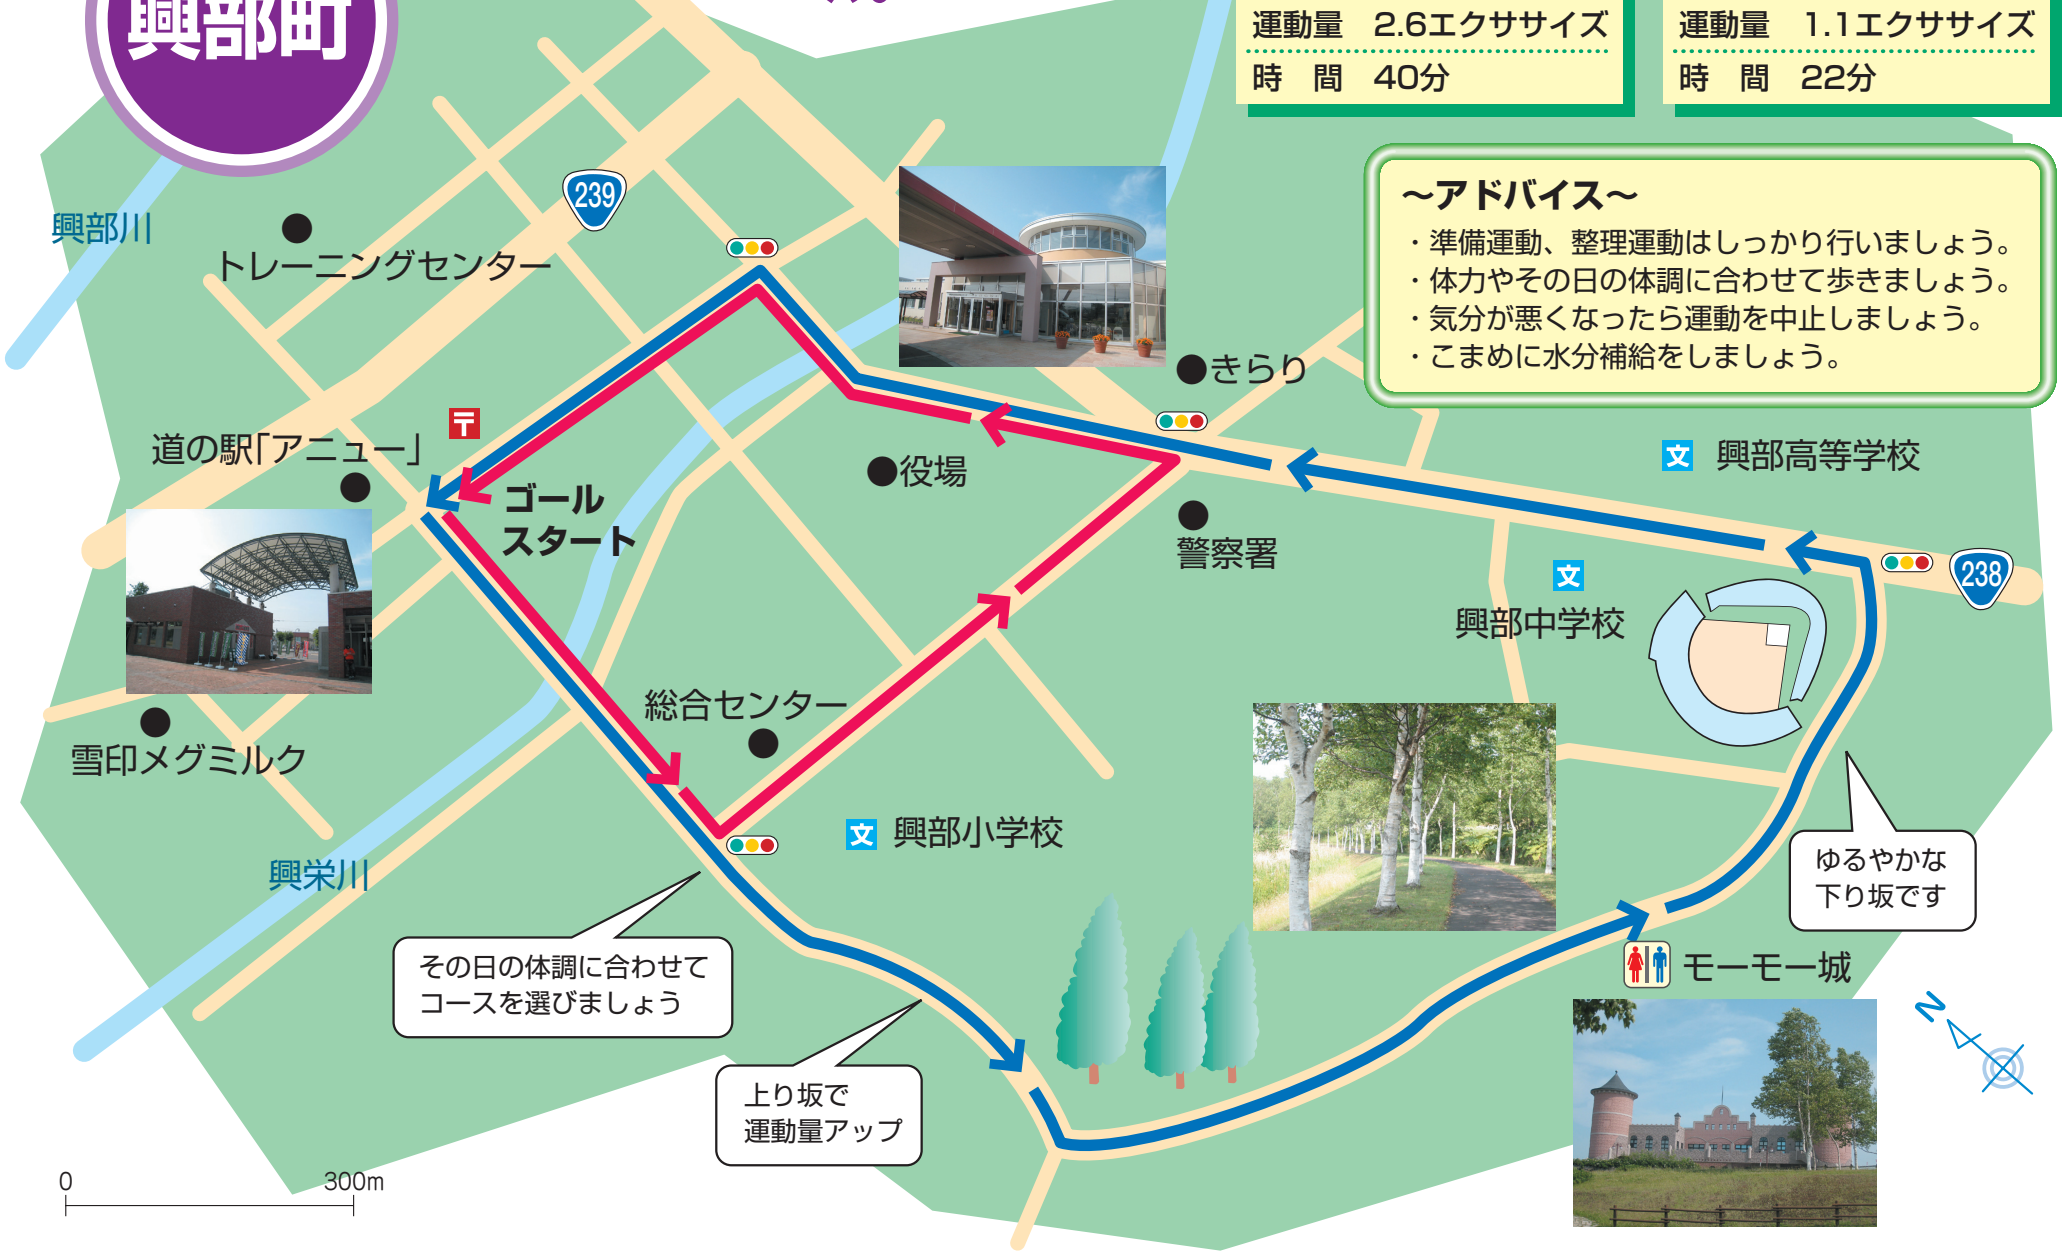 興部町
運動量 2.6エクササイズ
時 間 40分
運動量 1.1エクササイズ
時 間 22分
～アドバイス～
・準備運動、整理運動はしっかり行いましょう。
・体力やその日の体調に合わせて歩きましょう。
・気分が悪くなったら運動を中止しましょう。
・こまめに水分補給をしましょう。
興部川
239
トレーニングセンター
きらり
道の駅｢アニュー｣
〒
役場
文 興部高等学校
ゴール
スタート
警察署
238
文
興部中学校
総合センター
雪印メグミルク
文 興部小学校
興栄川
ゆるやかな
下り坂です
その日の体調に合わせて
コースを選びましょう
モーモー城
N
上り坂で
運動量アップ
0 300m